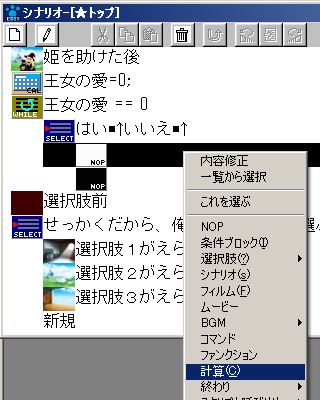 シナリオ-[★トップ]
EDIT
姫を助けた後
CAL
王女の愛=0;
WHILE
王女の愛 == 0
SELECT
はい■↑いいえ■↑
NOP
NOP
選択肢前
SELECT
せっかくだから、俺
選択肢１がえら
選択肢２がえら
選択肢３がえら
新規
内容修正
一覧から選択
これを選ぶ
NOP
条件ブロック(I)
選択肢(?)
シナリオ(s)
フィルム(F)
ムービー
BGM
コマンド
ファンクション
計算(C)
終わり